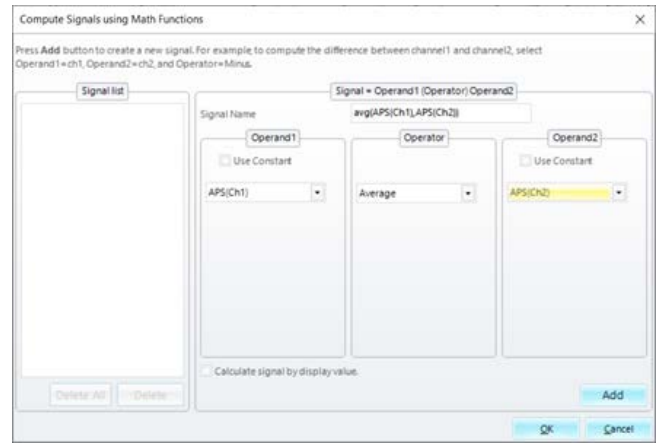 Compute Signals using Math Functions
Press Add button to create a new signal. For example, to compute the difference between channel1 and channel2, select
Operand1=ch1, Operand2=ch2, and Operator=Minus.
Signal list
Signal = Operand1 (Operator) Operand2
Signal Name
avg(APS(Ch1),APS(Ch2))
Operand1
Operator
Operand2
Use Constant
Use Constant
APS(Ch1)
Average
APS(Ch2)
Calculate signal by display value.
Delete All
Delete
Add
OK
Cancel